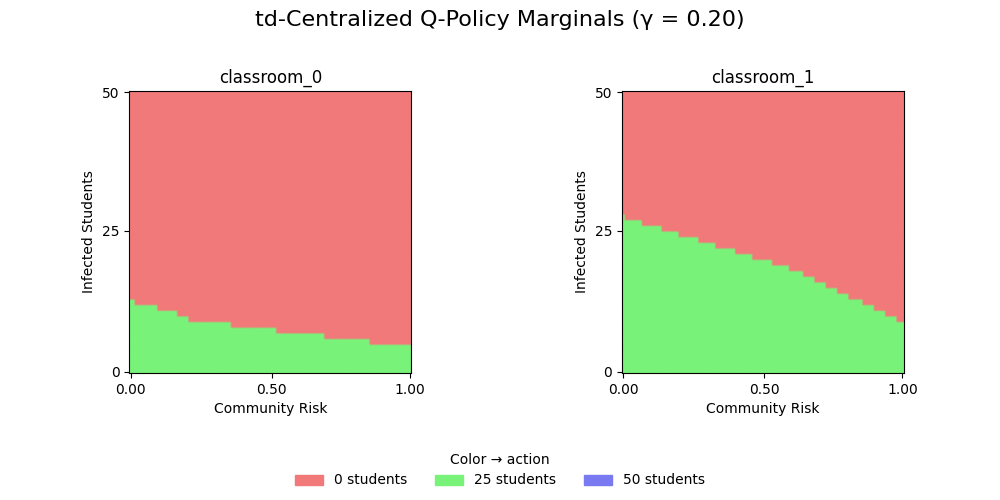 td-Centralized Q-Policy Marginals (γ = 0.20)
classroom_0
classroom_1
50
25
0
Infected Students
0.00 0.50 1.00
Community Risk
50
25
0
Infected Students
0.00 0.50 1.00
Community Risk
Color → action
0 students 25 students 50 students